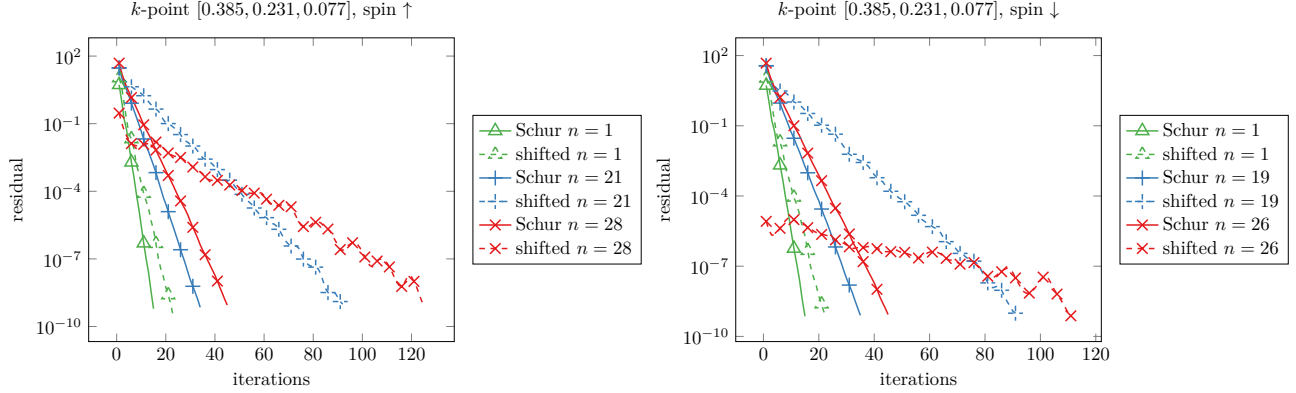 k-point [0.385, 0.231, 0.077], spin ↑
10^2
10^-1
10^-4
10^-7
10^-10
residual
0 20 40 60 80 100 120
iterations
Schur n = 1
shifted n = 1
Schur n = 21
shifted n = 21
Schur n = 28
shifted n = 28
k-point [0.385, 0.231, 0.077], spin ↓
10^2
10^-1
10^-4
10^-7
10^-10
residual
0 20 40 60 80 100 120
iterations
Schur n = 1
shifted n = 1
Schur n = 19
shifted n = 19
Schur n = 26
shifted n = 26